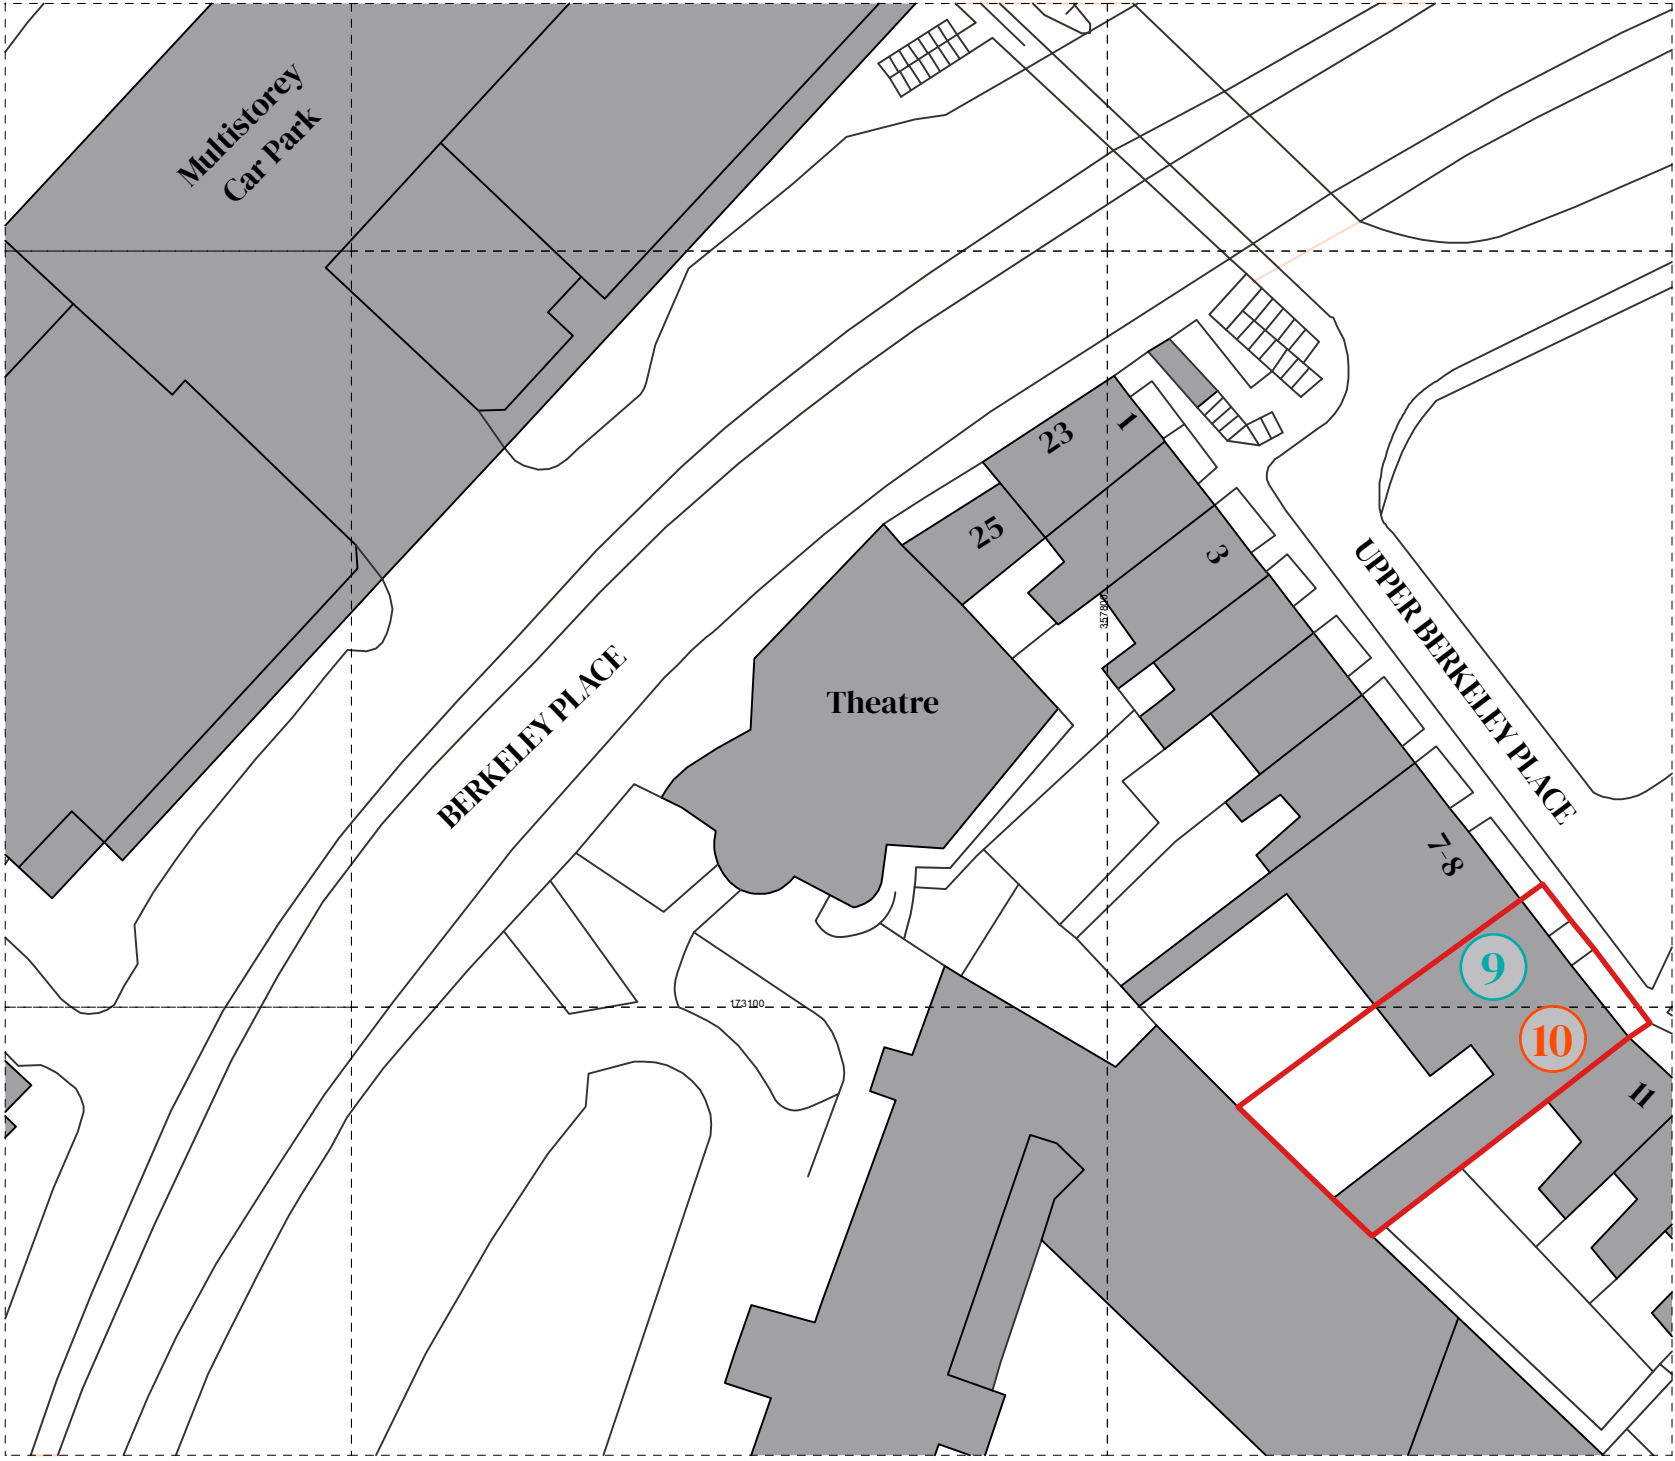 Multistorey
Car Park
23
1
25
3
357800
UPPER BERKELEY PLACE
BERKELEY PLACE
Theatre
7-8
9
173100
10
11